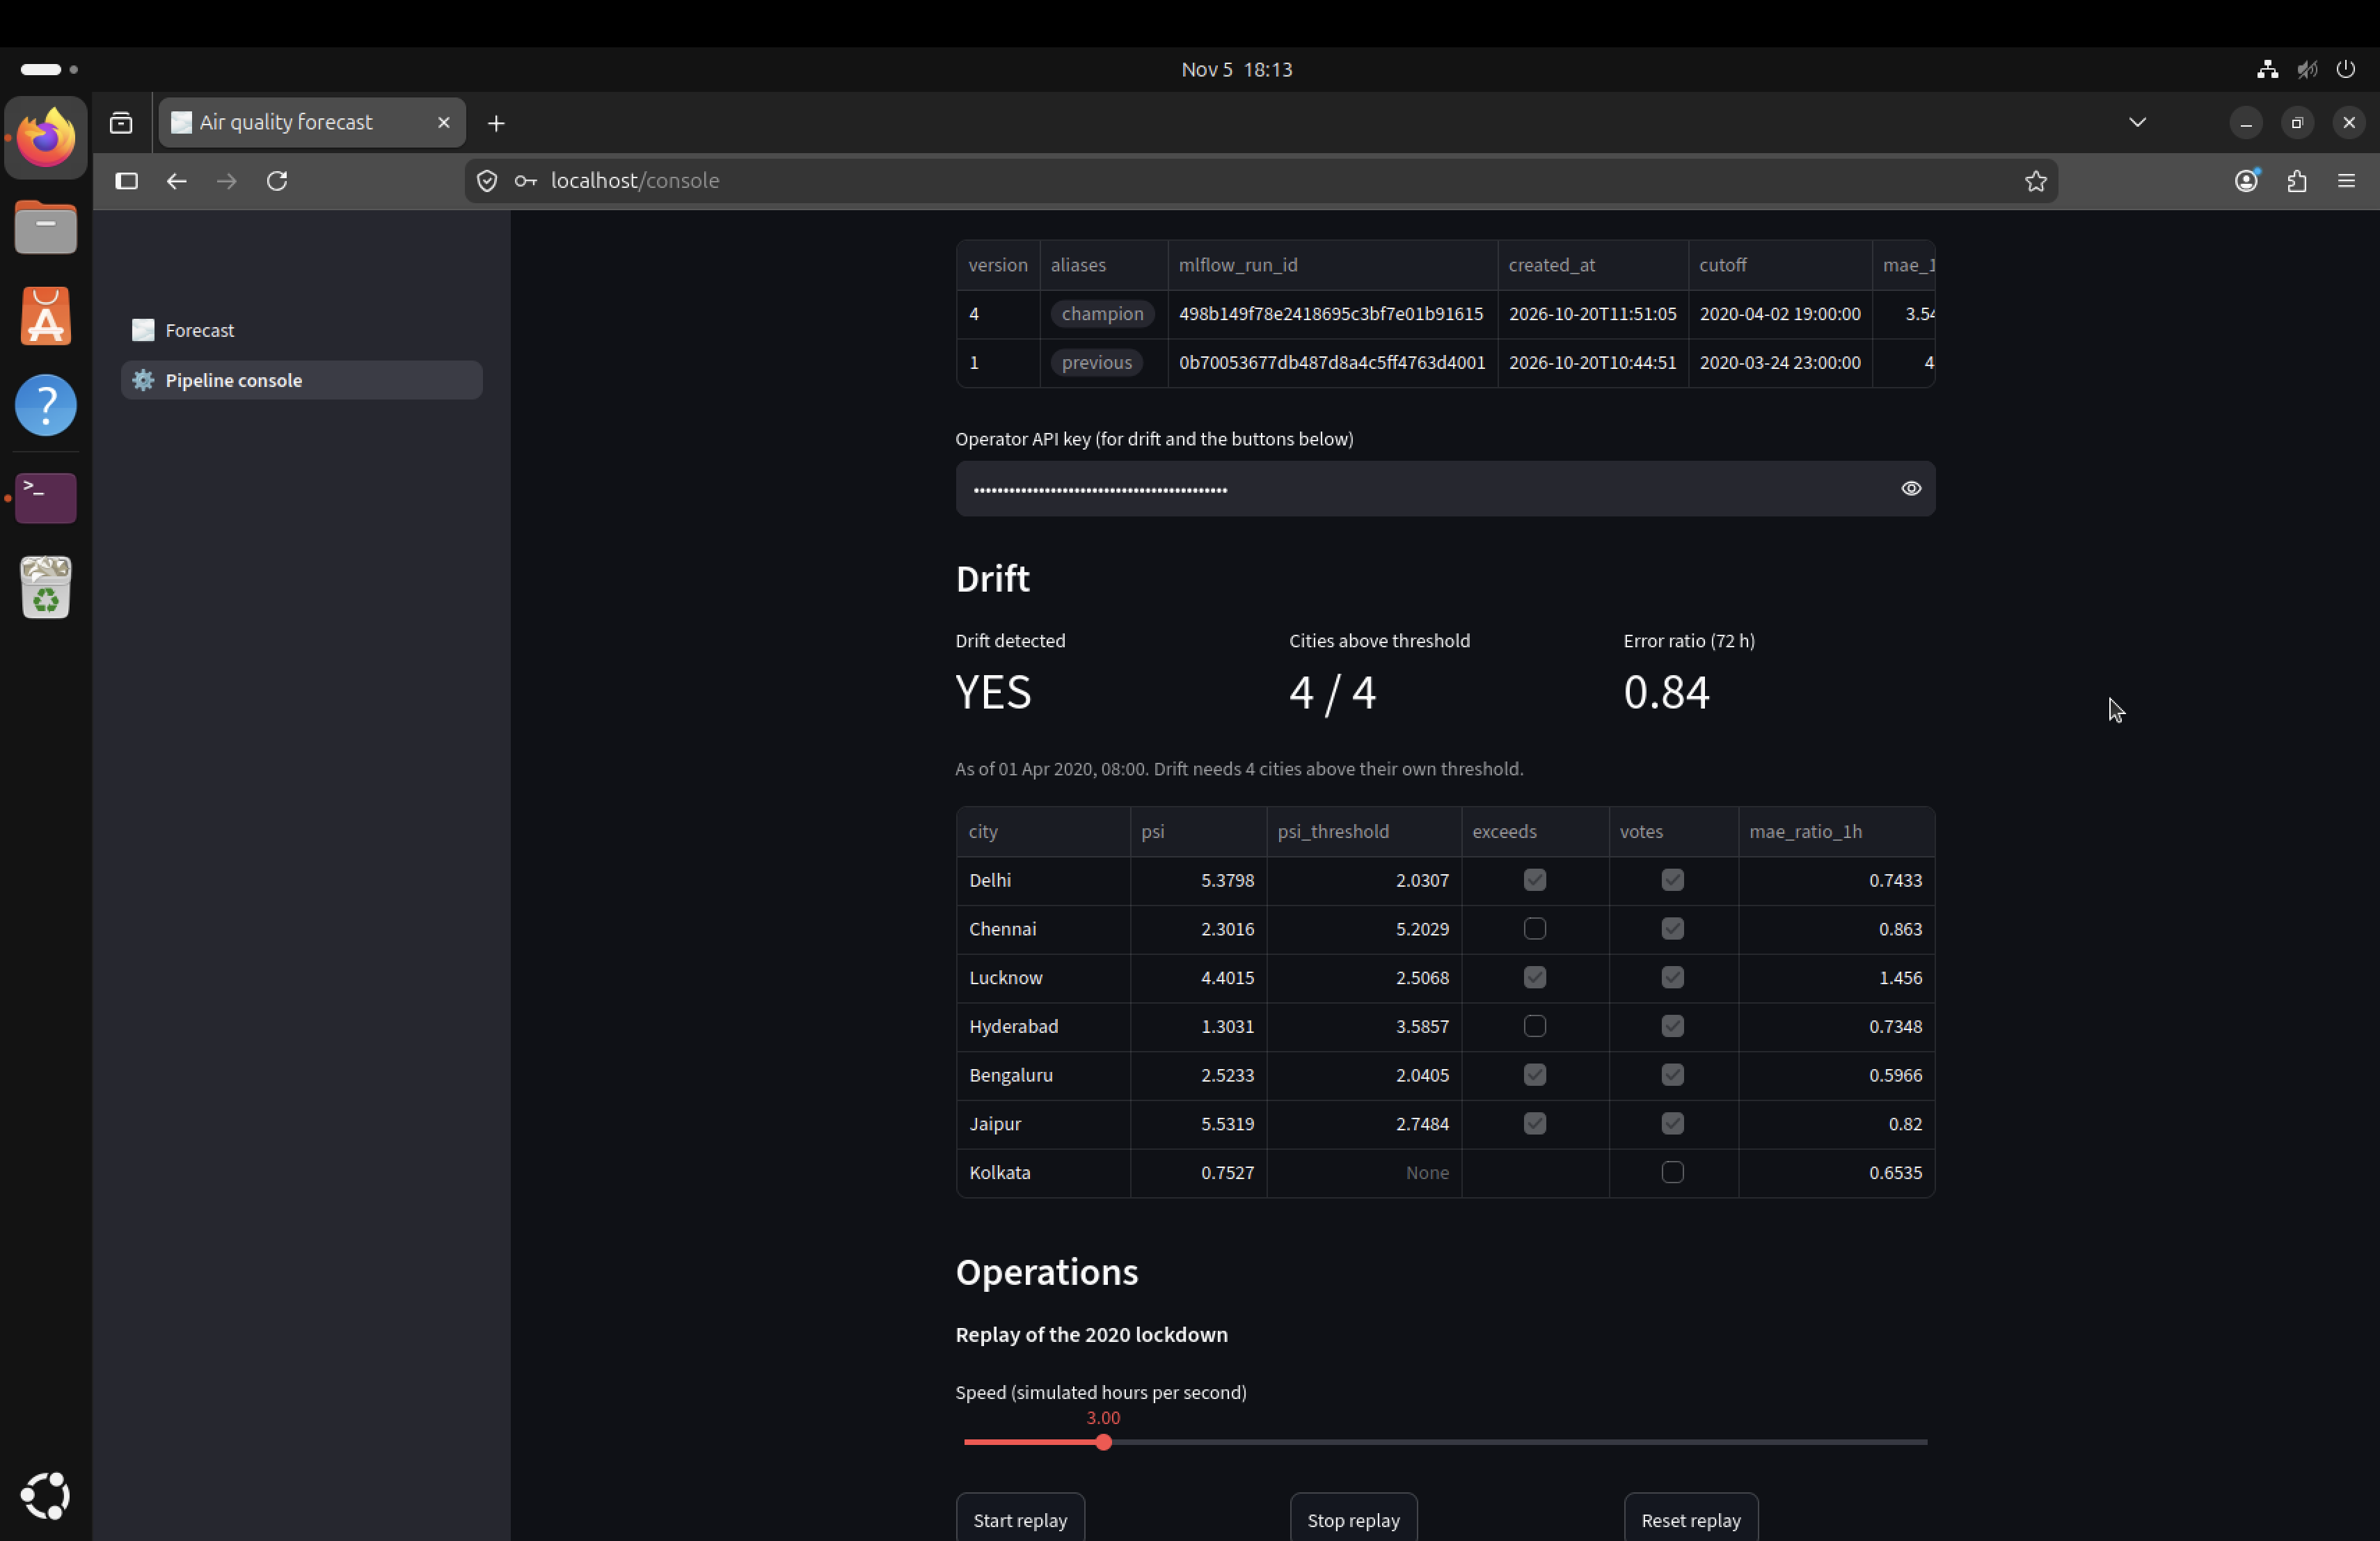 Nov 5 18:13
Air quality forecast
localhost/console
Forecast
Pipeline console
version aliases mlflow_run_id created_at cutoff mae_1
4 champion 498b149f78e2418695c3bf7e01b91615 2026-10-20T11:51:05 2020-04-02 19:00:00 3.54
1 previous 0b70053677db487d8a4c5ff4763d4001 2026-10-20T10:44:51 2020-03-24 23:00:00 4
Operator API key (for drift and the buttons below)
Drift
Drift detected Cities above threshold Error ratio (72 h)
YES 4 / 4 0.84
As of 01 Apr 2020, 08:00. Drift needs 4 cities above their own threshold.
city psi psi_threshold exceeds votes mae_ratio_1h
Delhi 5.3798 2.0307 0.7433
Chennai 2.3016 5.2029 0.863
Lucknow 4.4015 2.5068 1.456
Hyderabad 1.3031 3.5857 0.7348
Bengaluru 2.5233 2.0405 0.5966
Jaipur 5.5319 2.7484 0.82
Kolkata 0.7527 None 0.6535
Operations
Replay of the 2020 lockdown
Speed (simulated hours per second)
3.00
Start replay Stop replay Reset replay